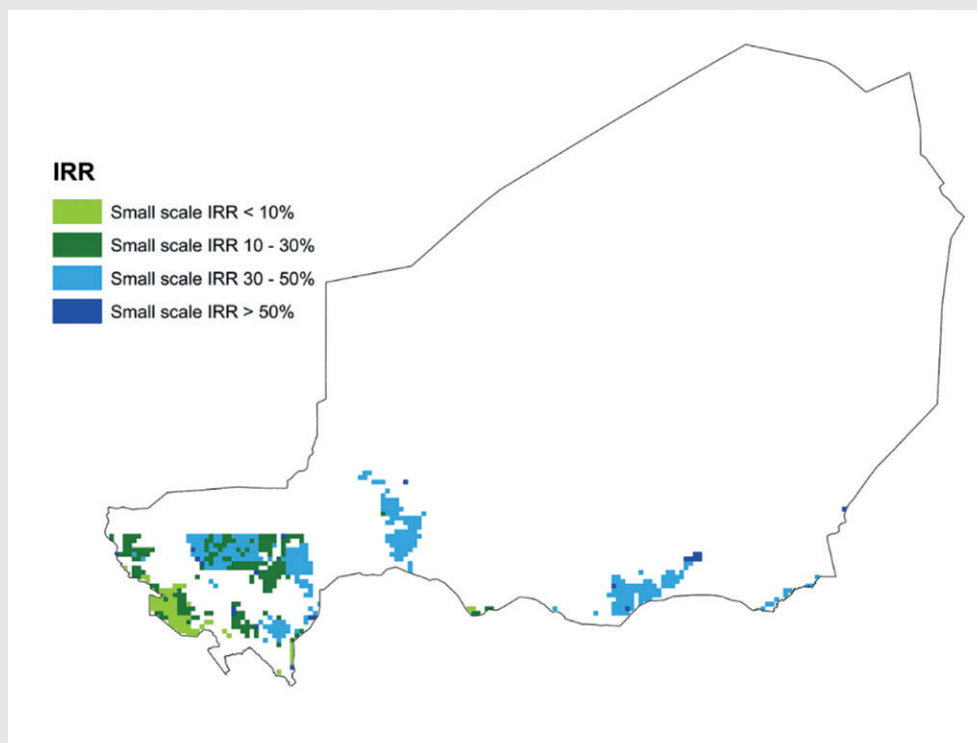 IRR
Small scale IRR < 10%
Small scale IRR 10 - 30%
Small scale IRR 30 - 50%
Small scale IRR > 50%